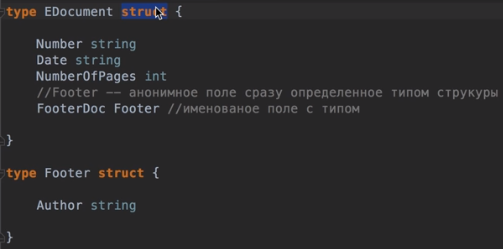 type EDocument struct {
Number string
Date string
NumberOfPages int
//Footer -- анонимное поле сразу определенное типом струкуры
FooterDoc Footer //именованое поле с типом
}
type Footer struct {
Author string
}